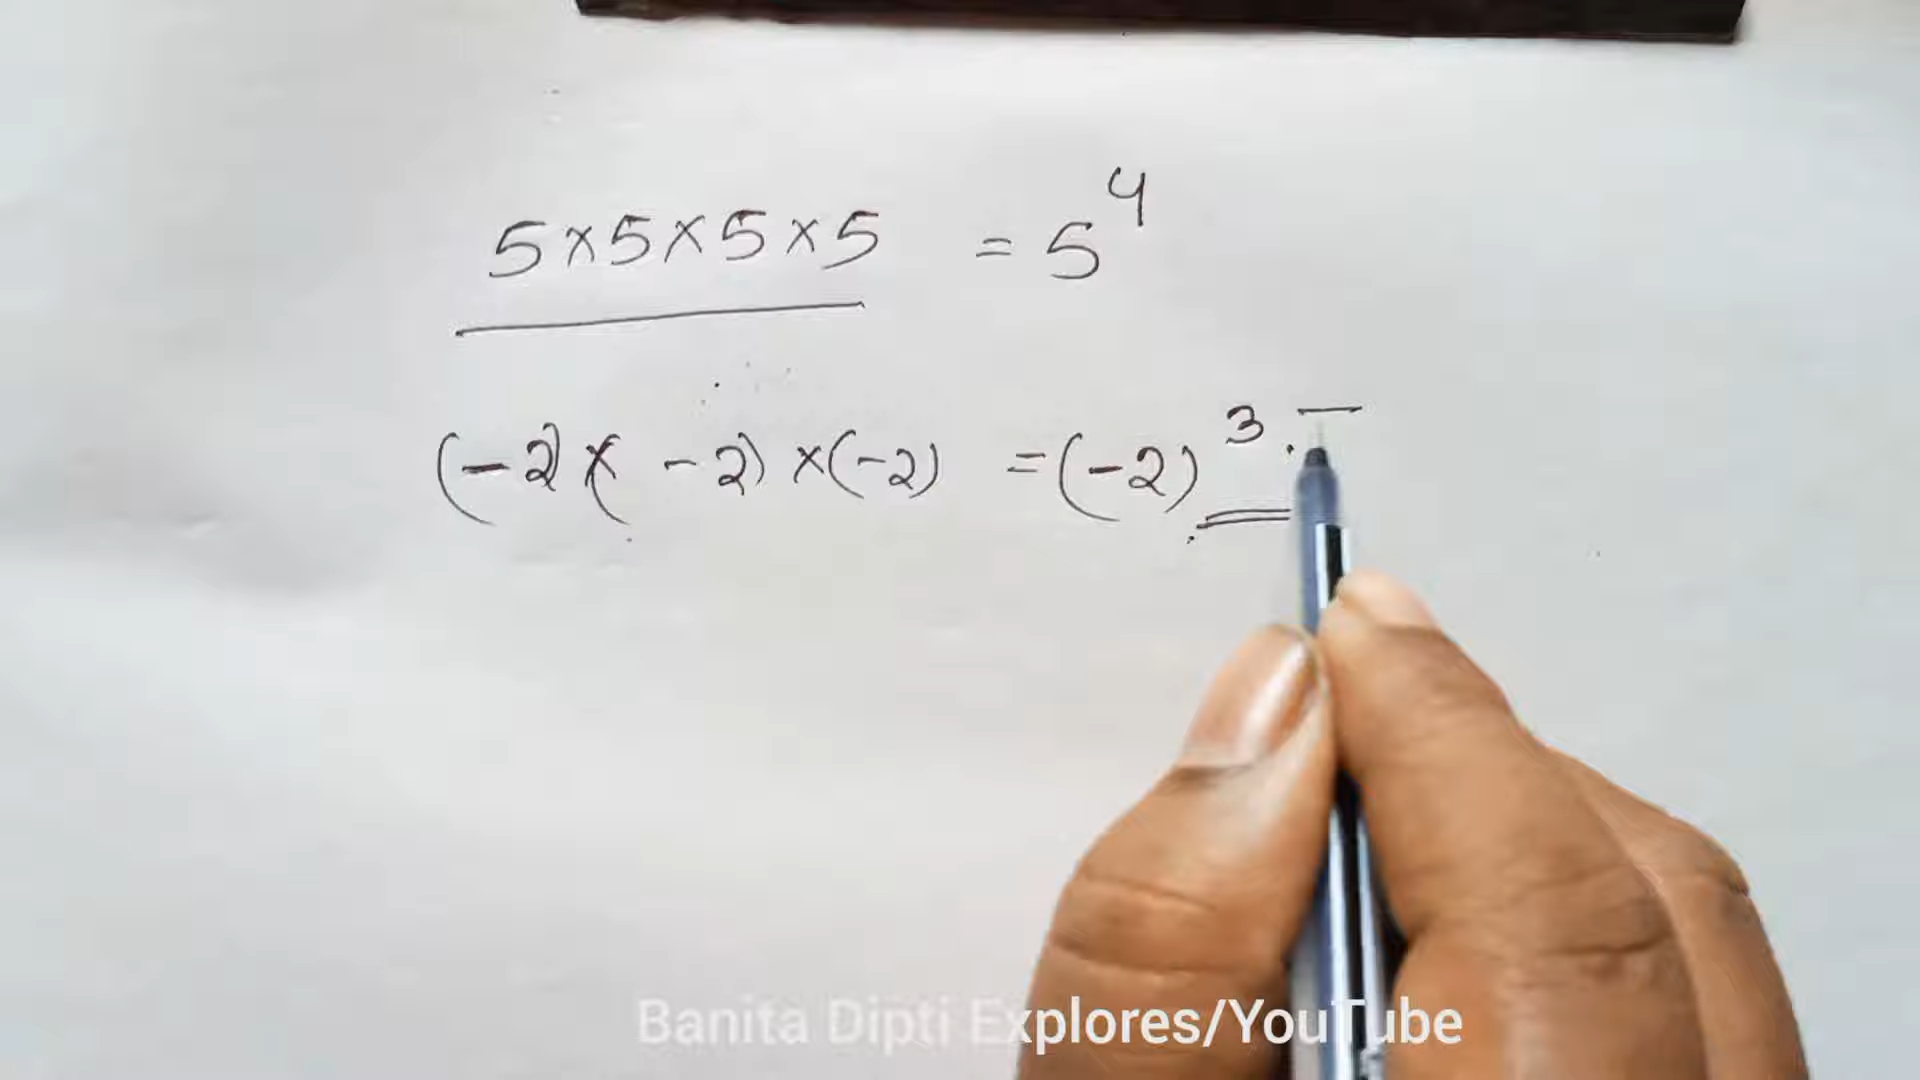 5×5×5×5 = 5⁴
(-2)×(-2)×(-2) =(-2)³.
Banita Dipti Explores/YouTube